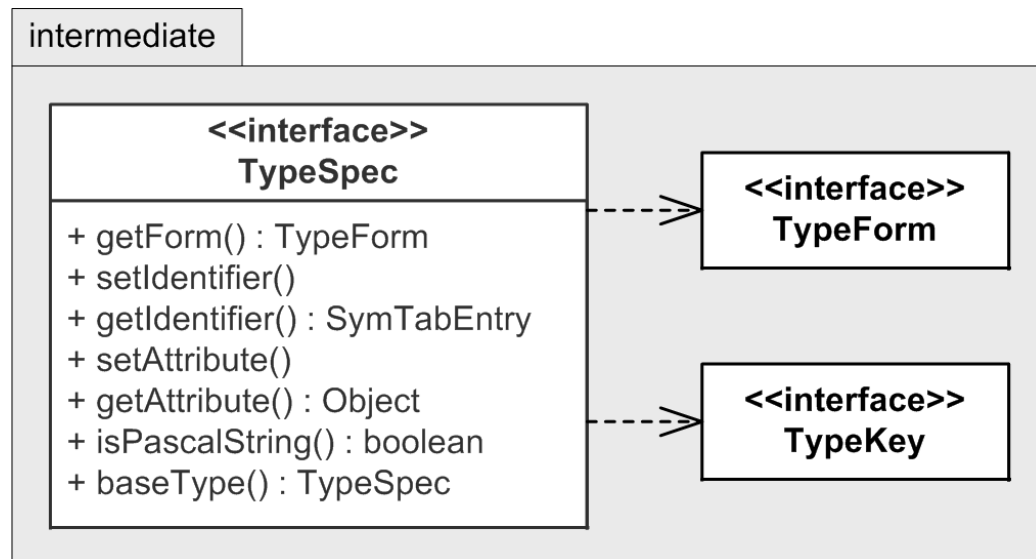 intermediate
<<interface>>
TypeSpec
+ getForm() : TypeForm
+ setIdentifier()
+ getIdentifier() : SymTabEntry
+ setAttribute()
+ getAttribute() : Object
+ isPascalString() : boolean
+ baseType() : TypeSpec
<<interface>>
TypeForm
<<interface>>
TypeKey